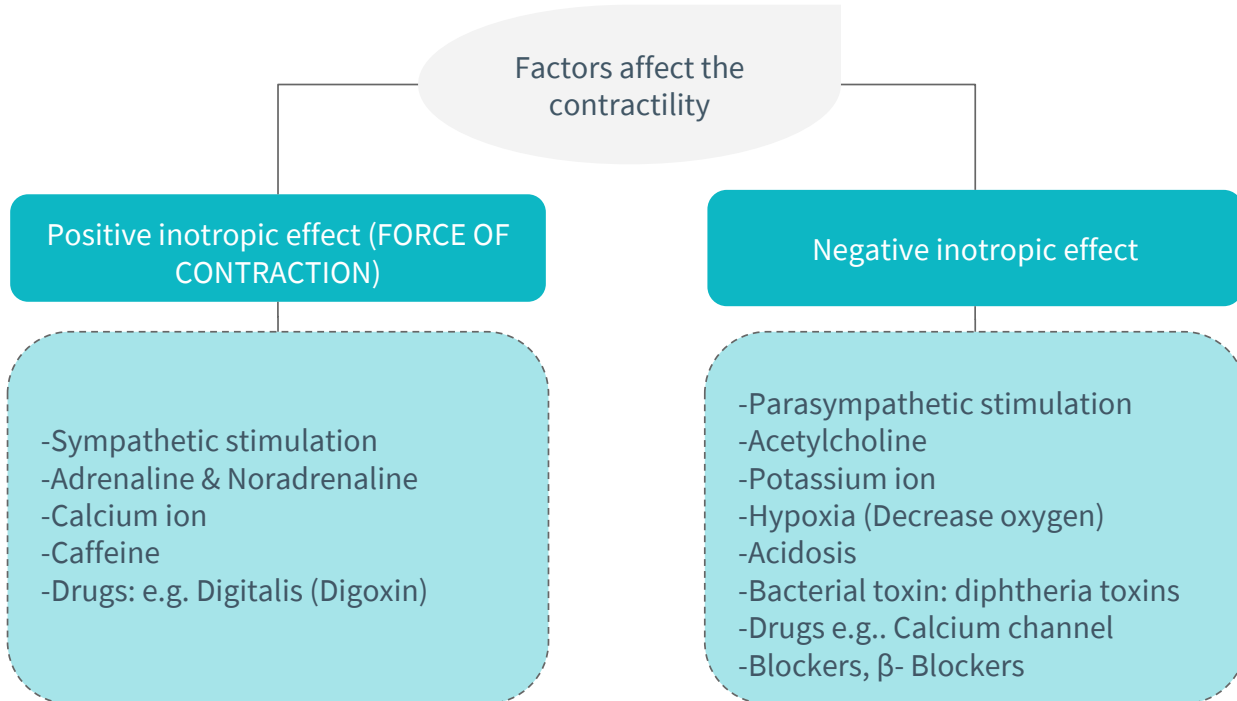 Factors affect the
contractility
Positive inotropic effect (FORCE OF
CONTRACTION)
Negative inotropic effect
-Sympathetic stimulation
-Adrenaline & Noradrenaline
-Calcium ion
-Caffeine
-Drugs: e.g. Digitalis (Digoxin)
-Parasympathetic stimulation
-Acetylcholine
-Potassium ion
-Hypoxia (Decrease oxygen)
-Acidosis
-Bacterial toxin: diphtheria toxins
-Drugs e.g.. Calcium channel
-Blockers, β- Blockers